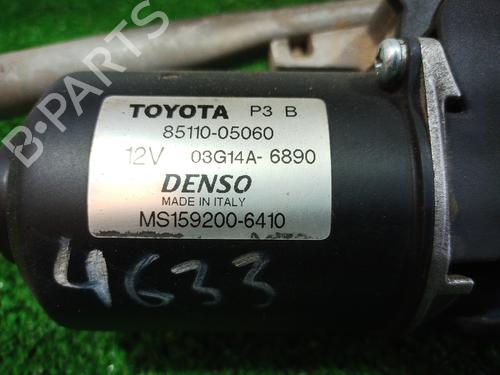 B-PARTS
TOYOTA P3 B
85110-05060
12V 03G14A-6890
DENSO
MADE IN ITALY
MS159200-6410
4633